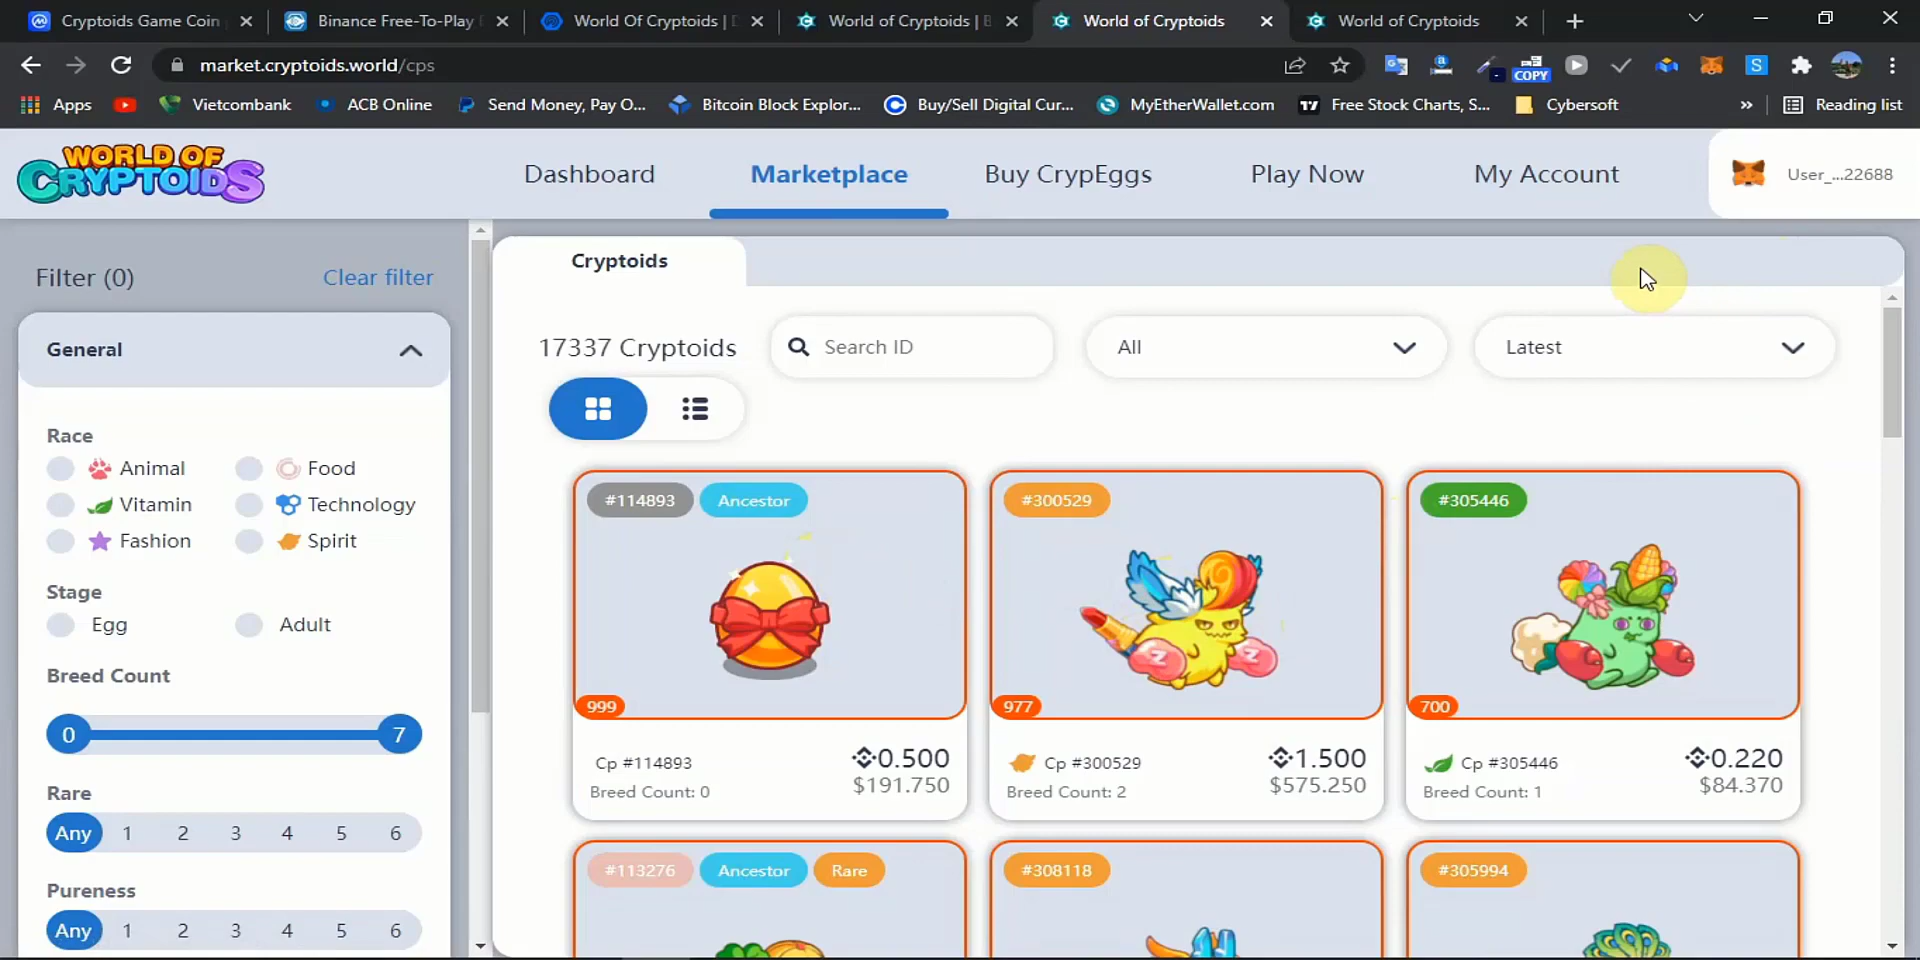 Cryptoids Game Coin
Binance Free-To-Play
World Of Cryptoids |
World of Cryptoids |
World of Cryptoids
World of Cryptoids
market.cryptoids.world/cps
COPY
S
Apps
Vietcombank
ACB Online
Send Money, Pay O...
Bitcoin Block Explor...
Buy/Sell Digital Cur...
MyEtherWallet.com
Free Stock Charts, S...
Cybersoft
»
Reading list
WORLD OF
CRYPTOIDS
Dashboard
Marketplace
Buy CrypEggs
Play Now
My Account
User_...22688
Filter (0)
Clear filter
General
Race
Animal
Food
Vitamin
Technology
Fashion
Spirit
Stage
Egg
Adult
Breed Count
0
7
Rare
Any 1 2 3 4 5 6
Pureness
Any 1 2 3 4 5 6
Cryptoids
17337 Cryptoids
Search ID
All
Latest
#114893 Ancestor
999
Cp #114893
0.500
Breed Count: 0
$191.750
#300529
977
Cp #300529
1.500
Breed Count: 2
$575.250
#305446
700
Cp #305446
0.220
Breed Count: 1
$84.370
#113276 Ancestor Rare
#308118
#305994